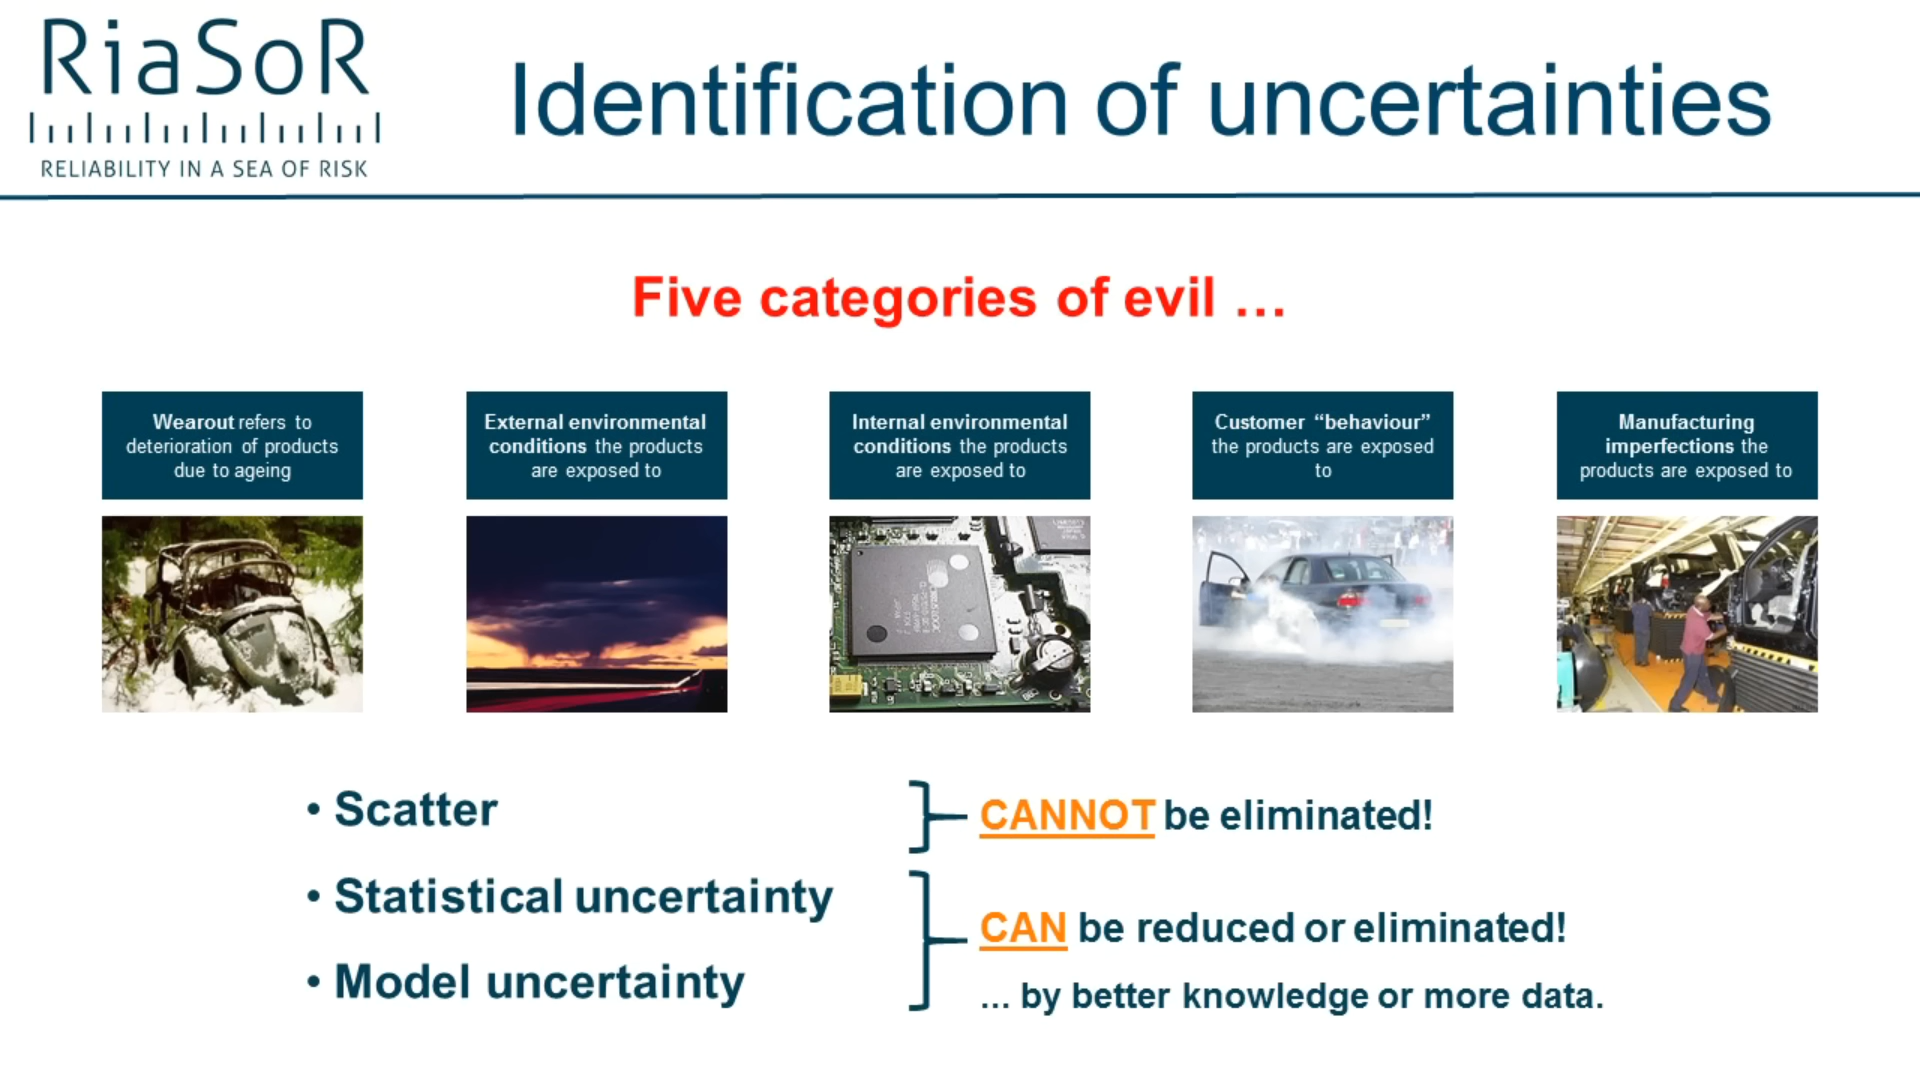 RiaSoR
RELIABILITY IN A SEA OF RISK
Identification of uncertainties
Five categories of evil ...
Wearout refers to
deterioration of products
due to ageing
External environmental
conditions the products
are exposed to
Internal environmental
conditions the products
are exposed to
Customer “behaviour”
the products are exposed
to
Manufacturing
imperfections the
products are exposed to
• Scatter
CANNOT be eliminated!
• Statistical uncertainty
CAN be reduced or eliminated!
• Model uncertainty
... by better knowledge or more data.